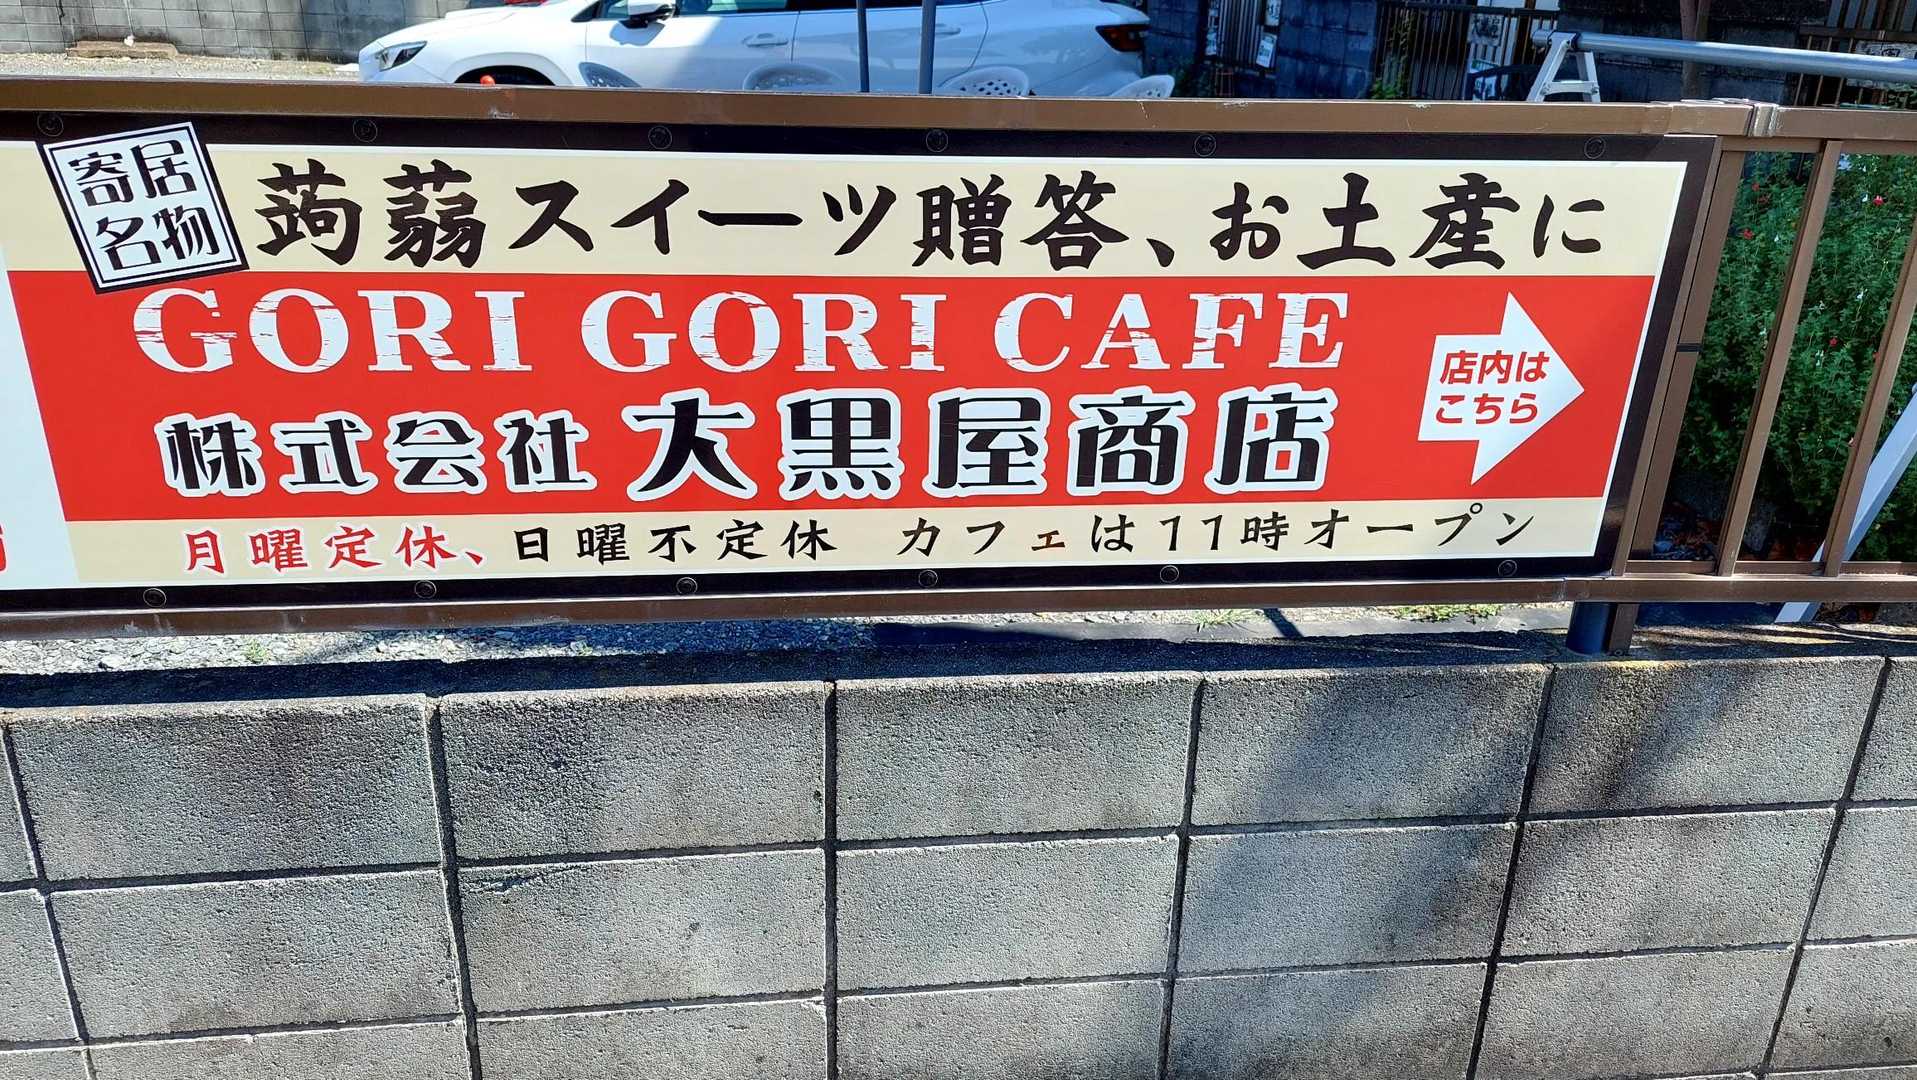 寄居
名物
蒟蒻スイーツ贈答、お土産に
GORI GORI CAFE
株式会社 大黒屋商店
店内は
こちら
月曜定休、日曜不定休 カフェは11時オープン